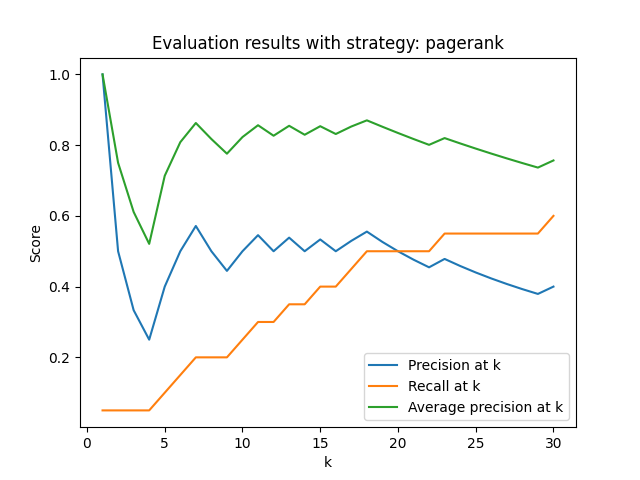 Evaluation results with strategy: pagerank
1.0
0.8
0.6
0.4
0.2
Score
0
5
10
15
20
25
30
k
Precision at k
Recall at k
Average precision at k